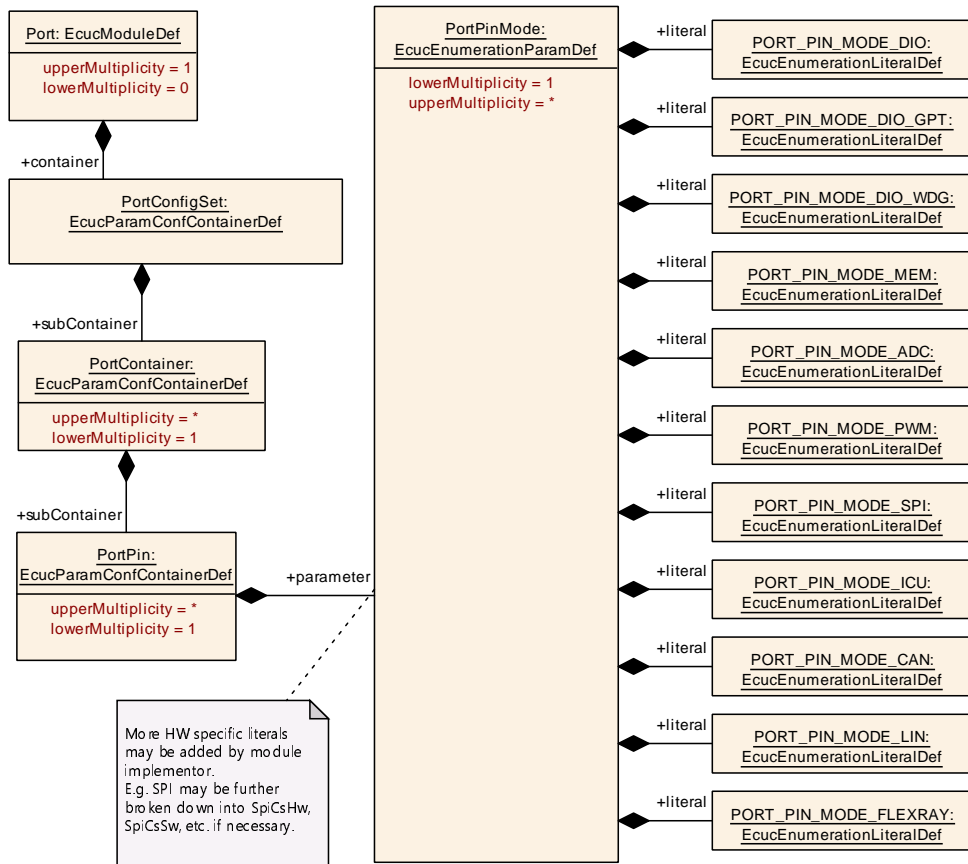 Port: EcucModuleDef
upperMultiplicity = 1
lowerMultiplicity = 0
+container
PortConfigSet:
EcucParamConfContainerDef
+subContainer
PortContainer:
EcucParamConfContainerDef
upperMultiplicity = *
lowerMultiplicity = 1
+subContainer
PortPin:
EcucParamConfContainerDef
upperMultiplicity = *
lowerMultiplicity = 1
+parameter
More HW specific literals
may be added by module
implementor.
E.g. SPI may be further
broken down into SpiCsHw,
SpiCsSw, etc. if necessary.
PortPinMode:
EcucEnumerationParamDef
lowerMultiplicity = 1
upperMultiplicity = *
+literal
PORT_PIN_MODE_DIO:
EcucEnumerationLiteralDef
+literal
PORT_PIN_MODE_DIO_GPT:
EcucEnumerationLiteralDef
+literal
PORT_PIN_MODE_DIO_WDG:
EcucEnumerationLiteralDef
+literal
PORT_PIN_MODE_MEM:
EcucEnumerationLiteralDef
+literal
PORT_PIN_MODE_ADC:
EcucEnumerationLiteralDef
+literal
PORT_PIN_MODE_PWM:
EcucEnumerationLiteralDef
+literal
PORT_PIN_MODE_SPI:
EcucEnumerationLiteralDef
+literal
PORT_PIN_MODE_ICU:
EcucEnumerationLiteralDef
+literal
PORT_PIN_MODE_CAN:
EcucEnumerationLiteralDef
+literal
PORT_PIN_MODE_LIN:
EcucEnumerationLiteralDef
+literal
PORT_PIN_MODE_FLEXRAY:
EcucEnumerationLiteralDef